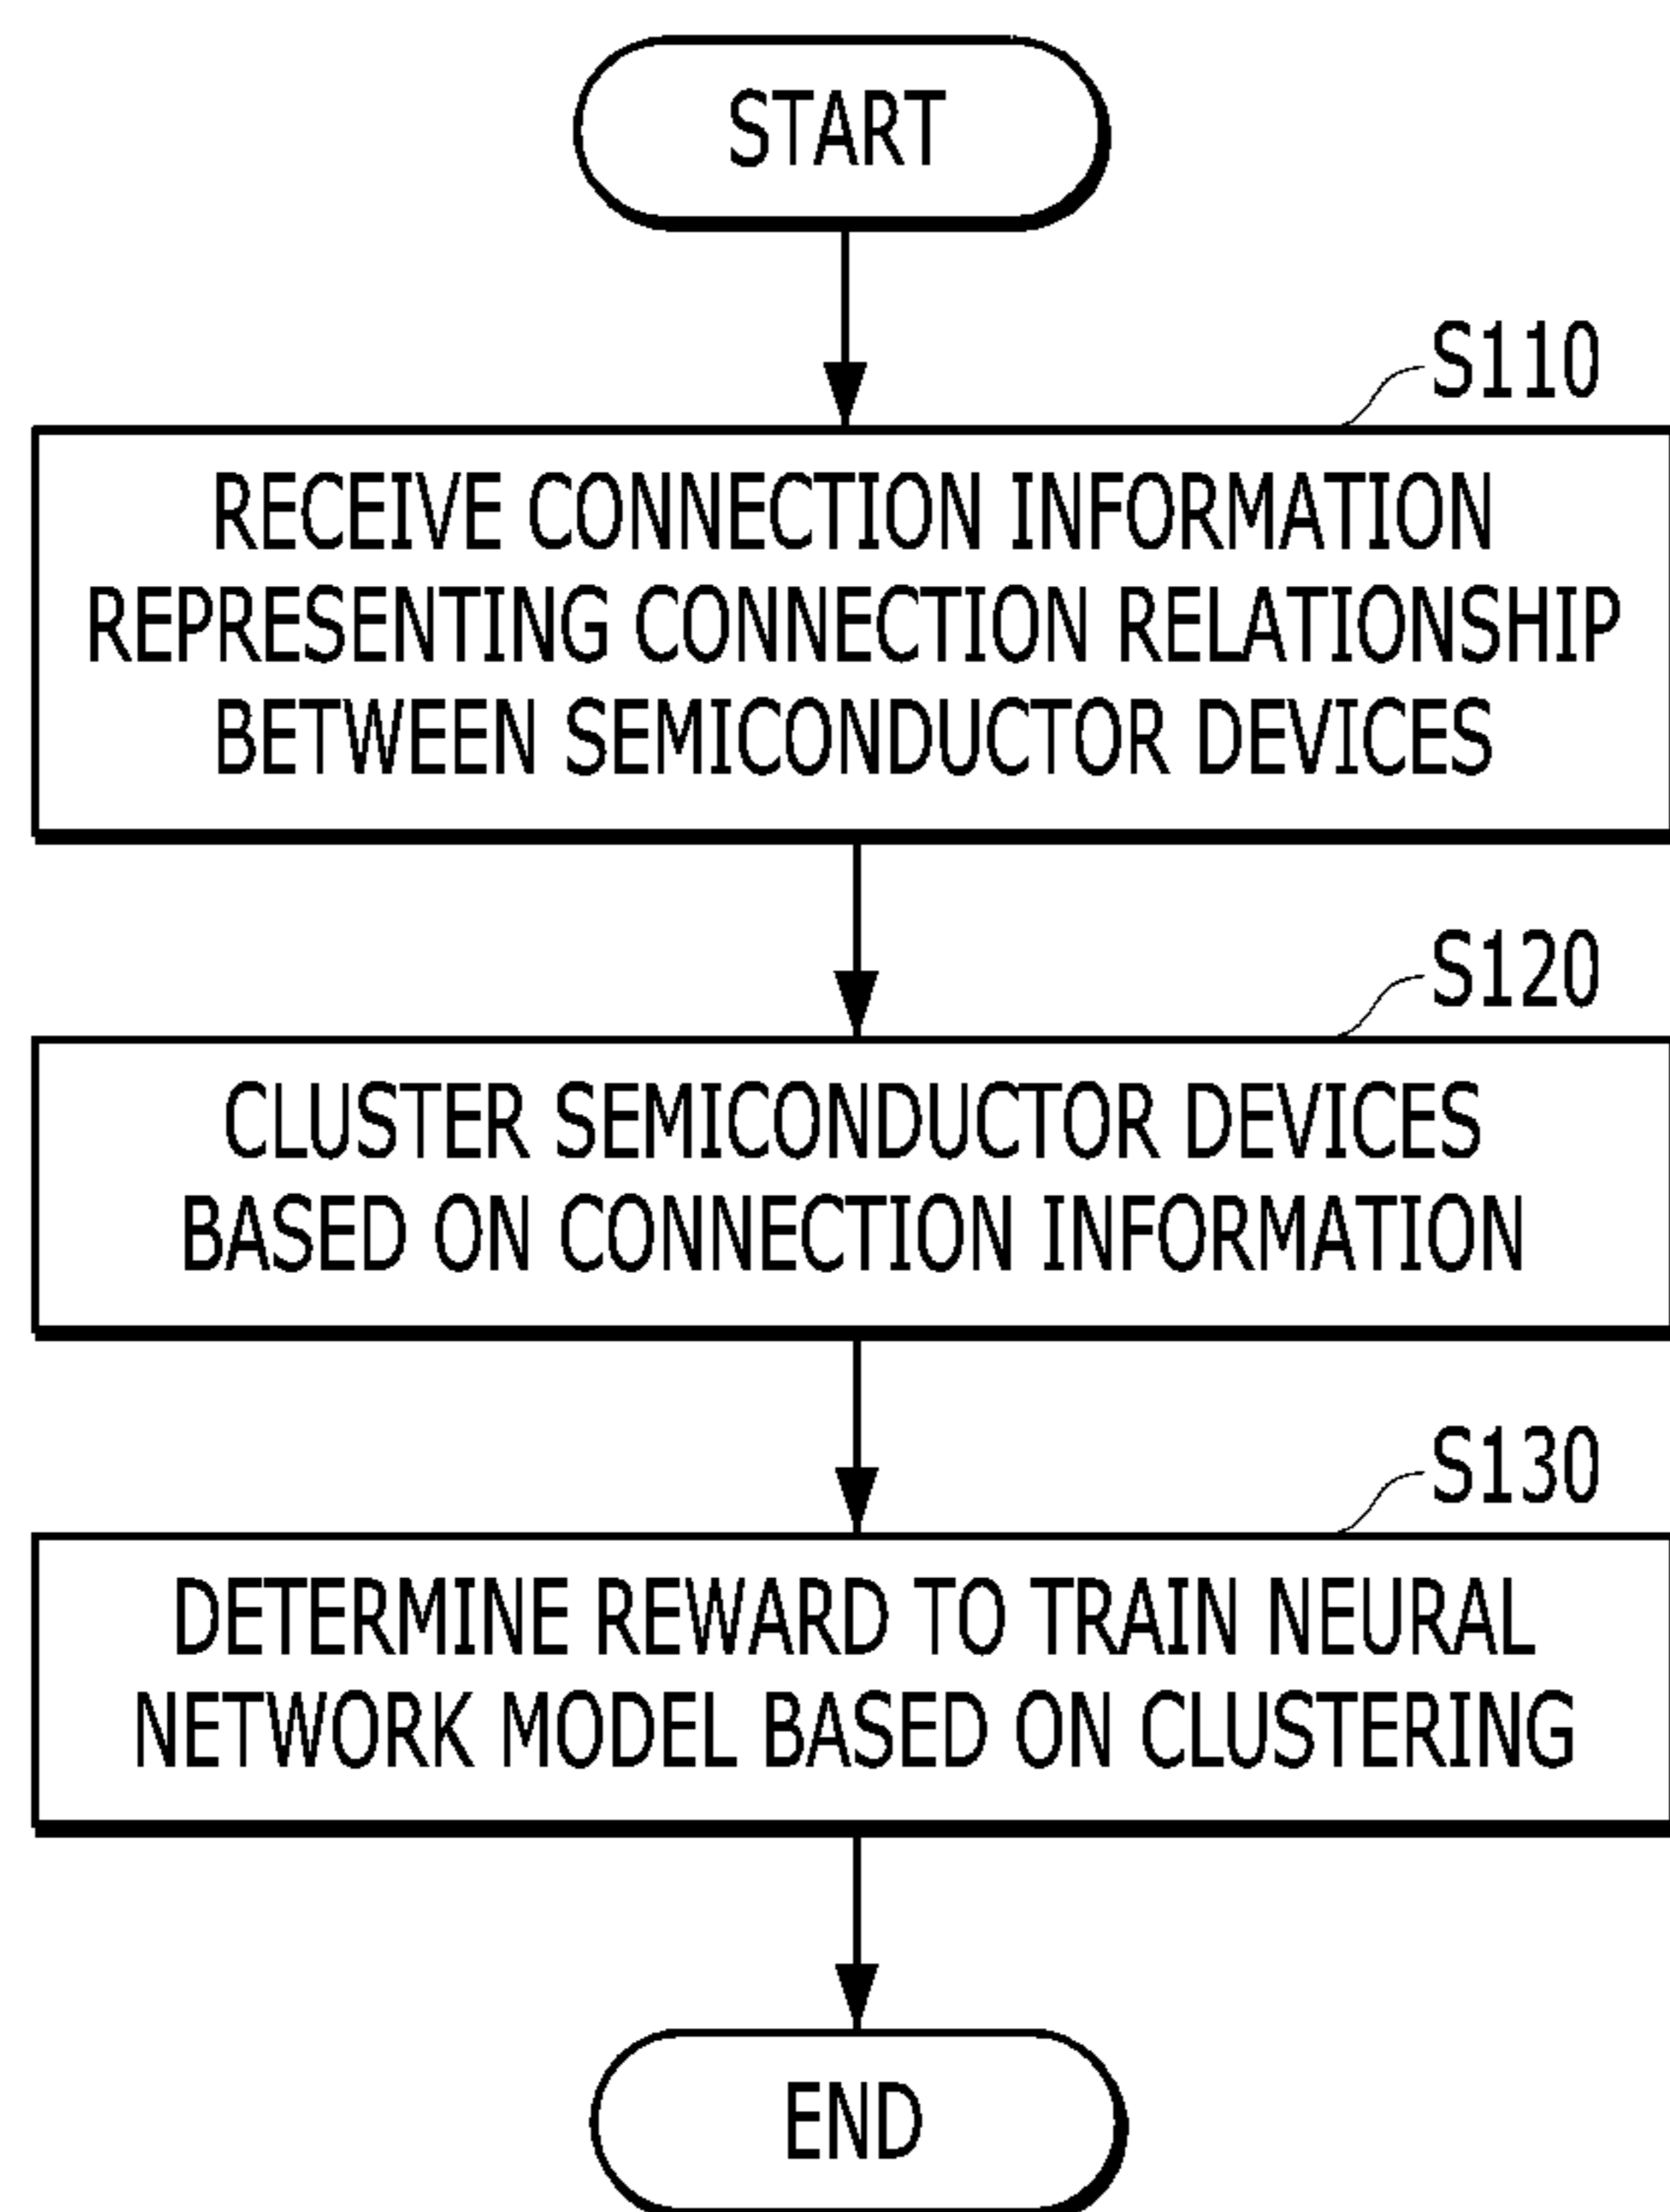 START
S110
RECEIVE CONNECTION INFORMATION
REPRESENTING CONNECTION RELATIONSHIP
BETWEEN SEMICONDUCTOR DEVICES
S120
CLUSTER SEMICONDUCTOR DEVICES
BASED ON CONNECTION INFORMATION
S130
DETERMINE REWARD TO TRAIN NEURAL
NETWORK MODEL BASED ON CLUSTERING
END